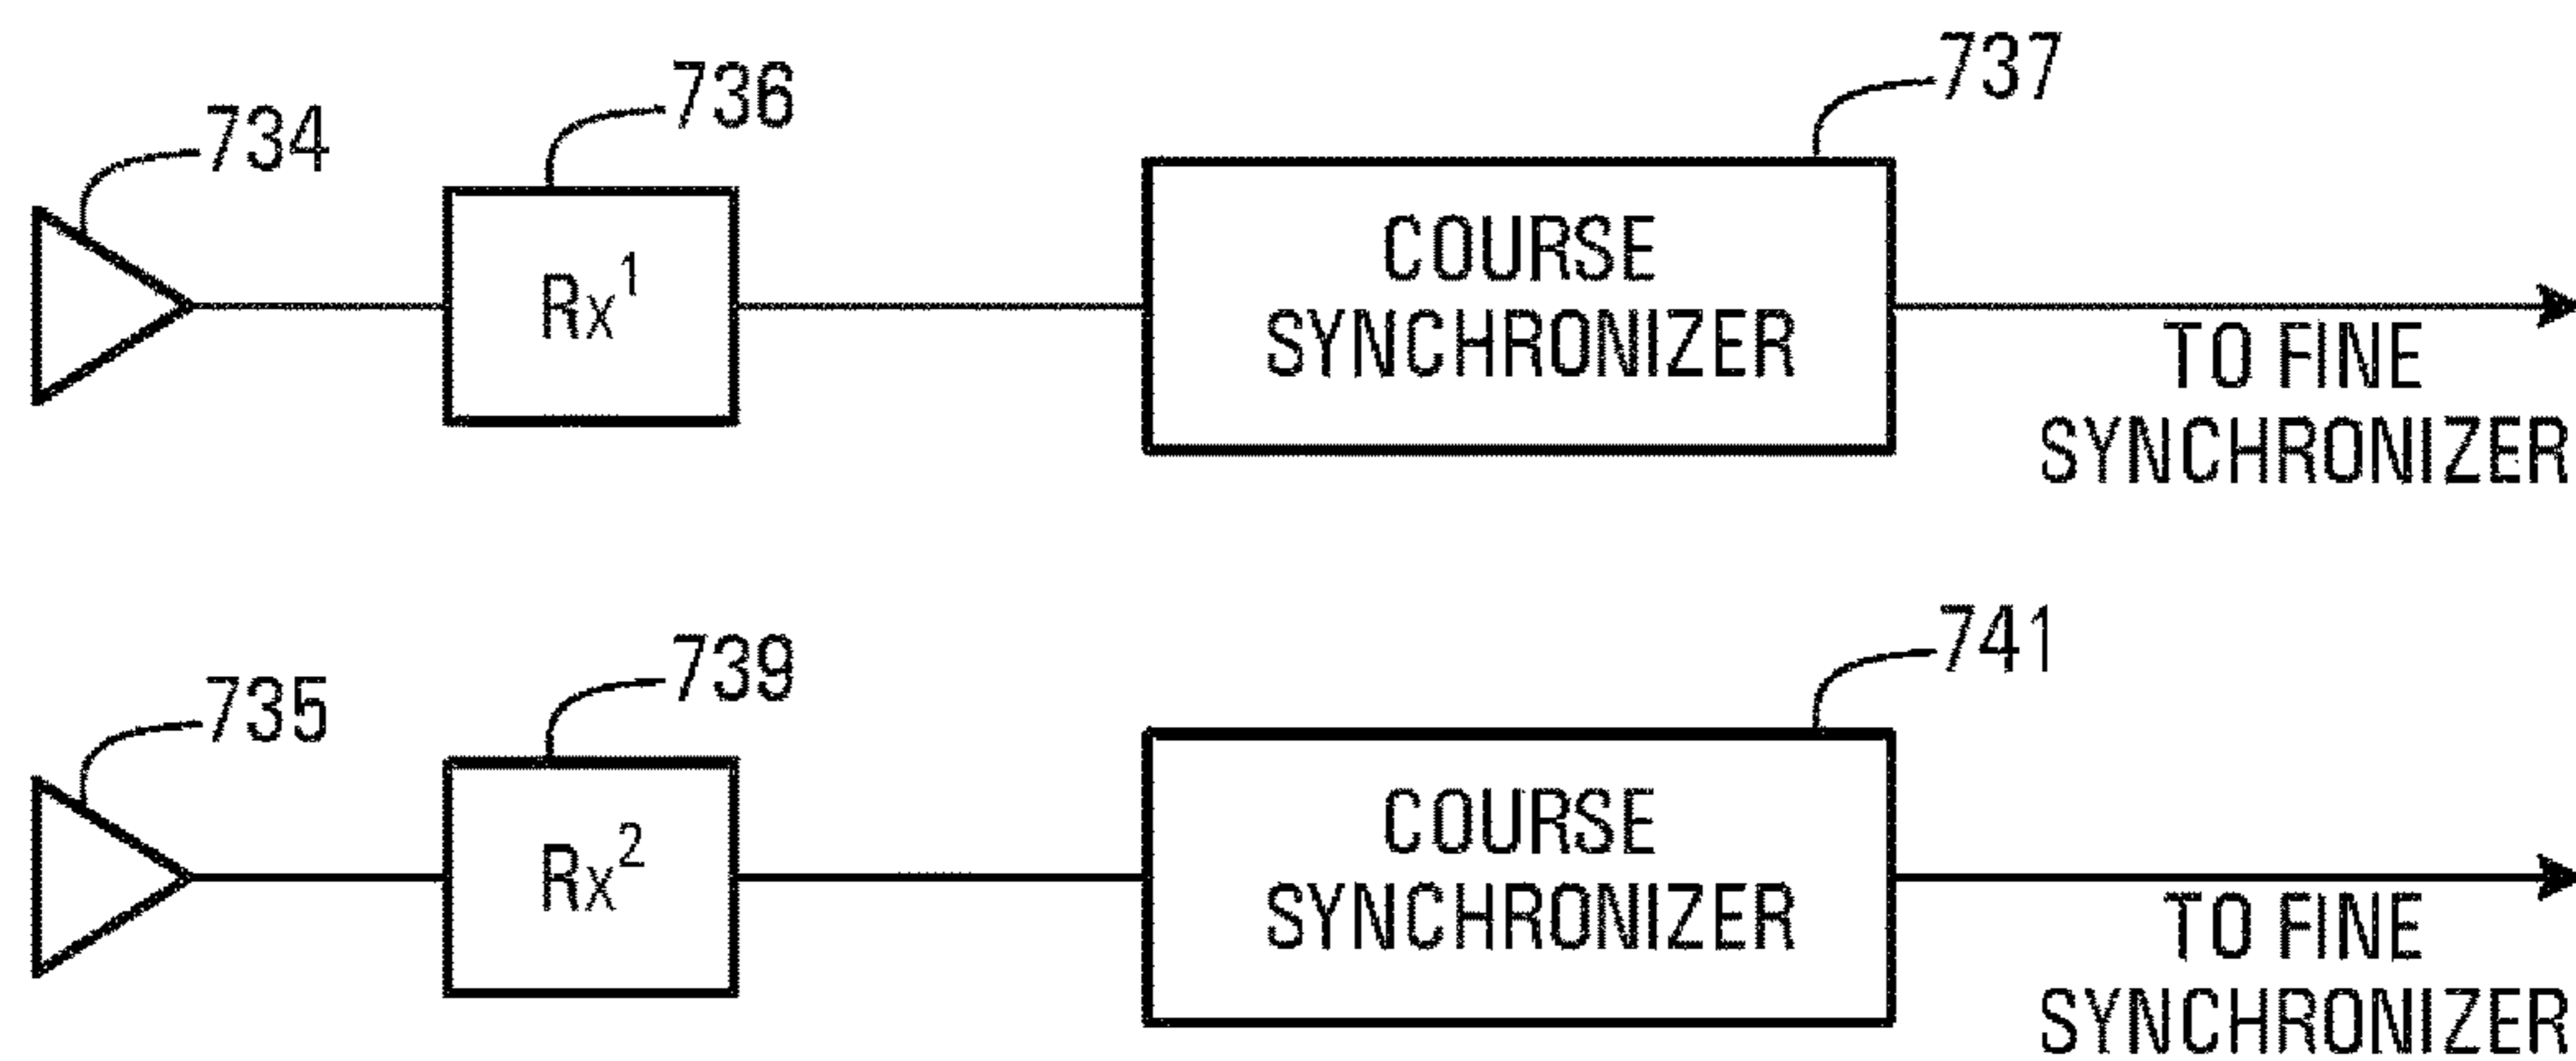 734
736
737
Rx1
COURSE
SYNCHRONIZER
TO FINE
SYNCHRONIZER
735
739
741
Rx2
COURSE
SYNCHRONIZER
TO FINE
SYNCHRONIZER